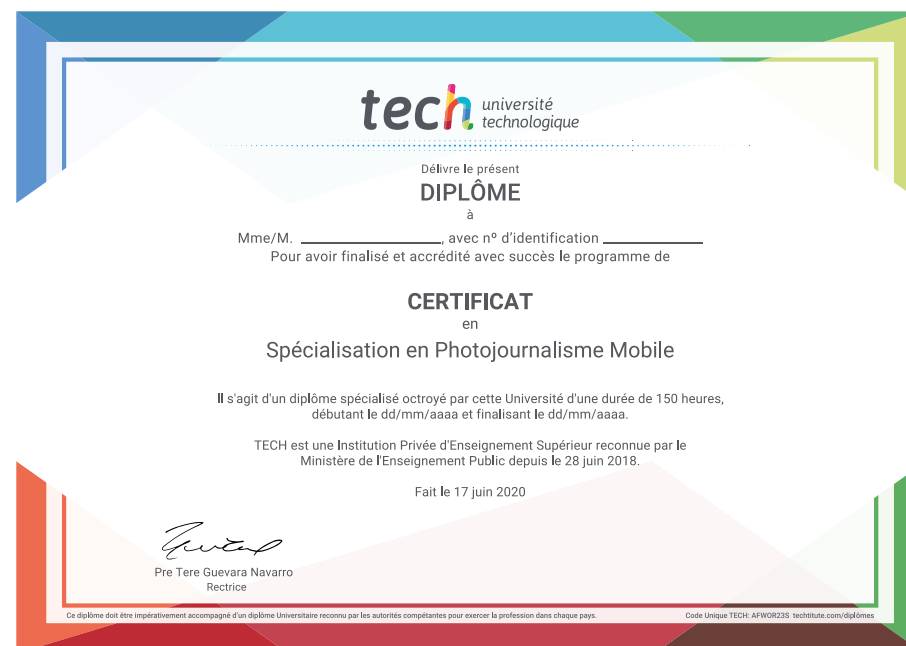 tech université
technologique
Délivre le présent
DIPLÔME
à
Mme/M. ____________________, avec nº d'identification ______________
Pour avoir finalisé et accrédité avec succès le programme de
CERTIFICAT
en
Spécialisation en Photojournalisme Mobile
Il s'agit d'un diplôme spécialisé octroyé par cette Université d'une durée de 150 heures,
débutant le dd/mm/aaaa et finalisant le dd/mm/aaaa.
TECH est une Institution Privée d'Enseignement Supérieur reconnue par le
Ministère de l'Enseignement Public depuis le 28 juin 2018.
Fait le 17 juin 2020
Pre Tere Guevara Navarro
Rectrice
Ce diplôme doit être impérativement accompagné d'un diplôme Universitaire reconnu par les autorités compétantes pour exercer la profession dans chaque pays.
Code Unique TECH: AFWOR23S techtitute.com/diplômes